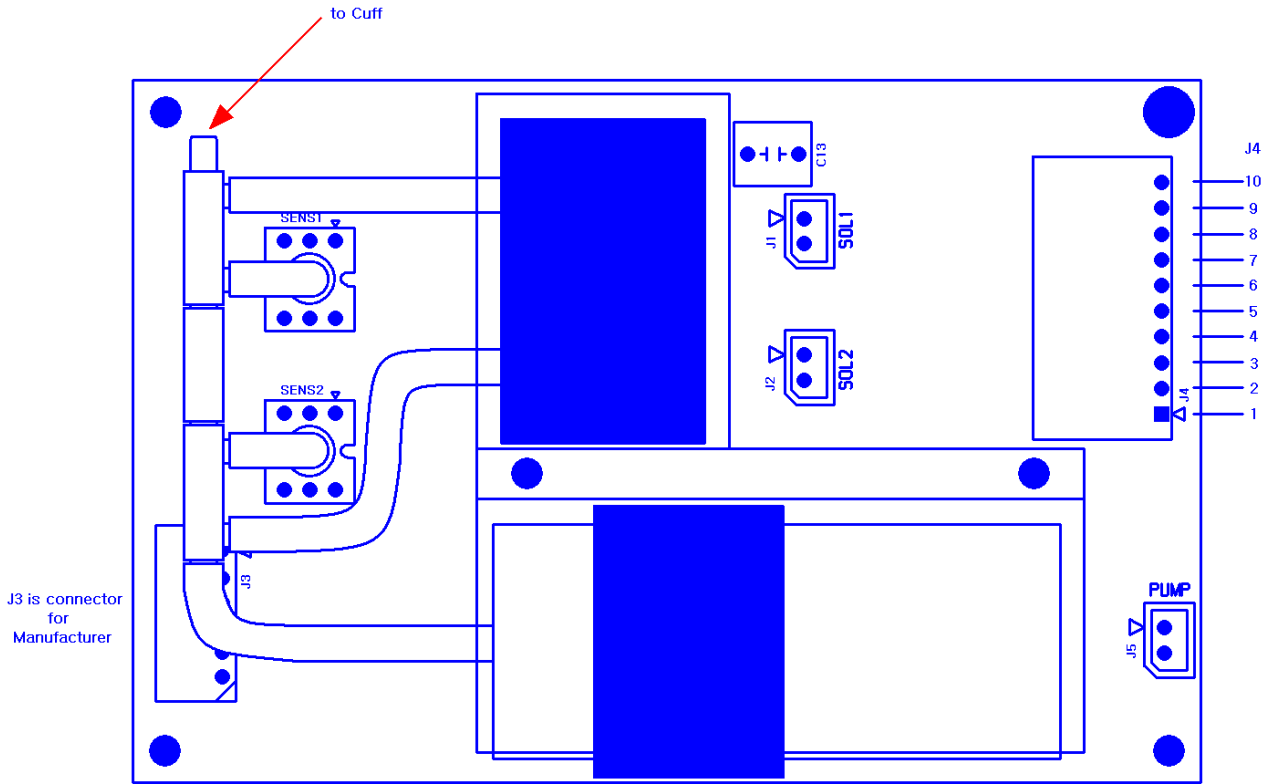 to Cuff
C13
J4
10
9
8
7
6
5
4
3
2
1
J4
SENS1
J1
SOL1
SENS2
J2
SOL2
J3
J3 is connector
for
Manufacturer
PUMP
J5